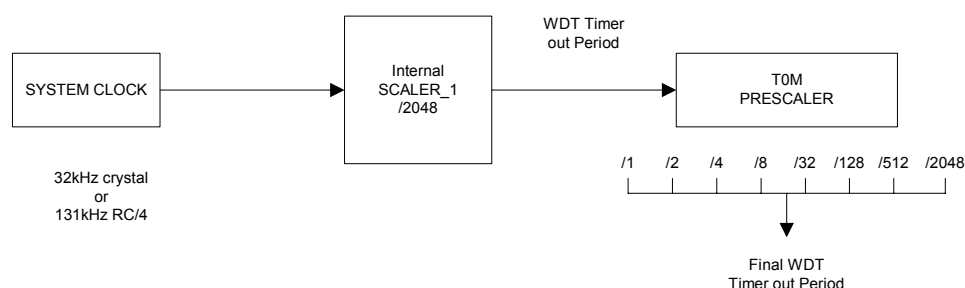 WDT Timer
out Period
SYSTEM CLOCK
Internal
SCALER_1
/2048
T0M
PRESCALER
32kHz crystal
or
131kHz RC/4
/1 /2 /4 /8 /32 /128 /512 /2048
Final WDT
Timer out Period